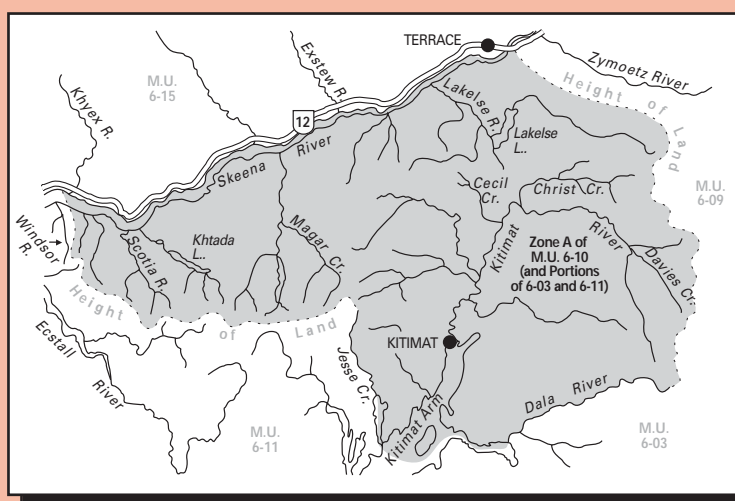 TERRACE
Exstew R.
Zymoetz River
M.U.
6-15
Khyex R.
12
Lakelse R.
Lakelse
L..
Height of Land
Skeena River
Cecil
Cr.
Christ Cr.
M.U.
6-09
Windsor
R.
Scotia R.
Khtada
L..
Magar Cr.
Kitimat River
Zone A of
M.U. 6-10
(and Portions
of 6-03 and 6-11)
Davies Cr.
Height of Land
Ecstall River
KITIMAT
Jesse Cr.
Kitimat Arm
Dala River
M.U.
6-11
M.U.
6-03